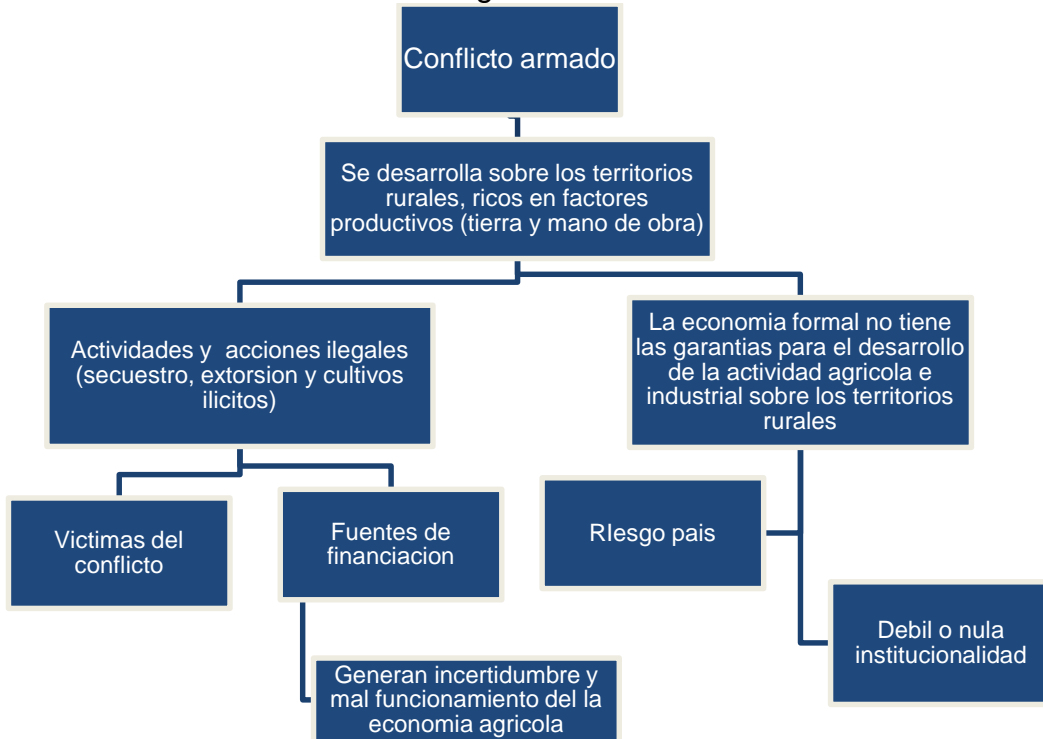 Conflicto armado
Se desarrolla sobre los territorios
rurales, ricos en factores
productivos (tierra y mano de obra)
Actividades y acciones ilegales
(secuestro, extorsion y cultivos
ilicitos)
La economia formal no tiene
las garantias para el desarrollo
de la actividad agricola e
industrial sobre los territorios
rurales
Victimas del
conflicto
Fuentes de
financiacion
RIesgo pais
Debil o nula
institucionalidad
Generan incertidumbre y
mal funcionamiento del la
economia agricola